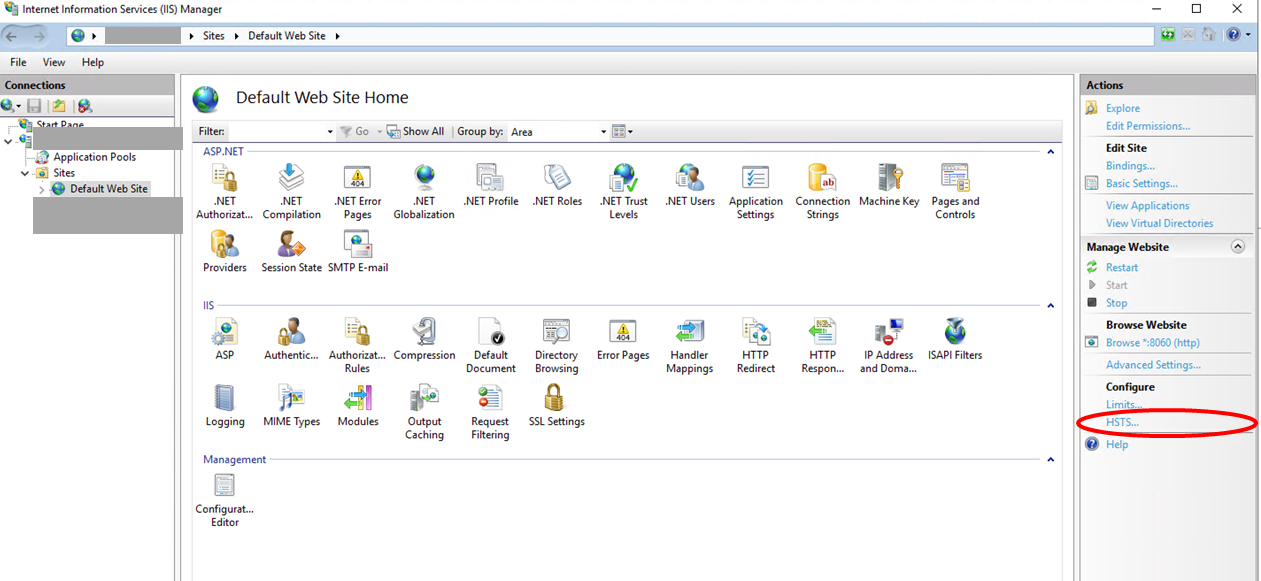 Internet Information Services (IIS) Manager
Sites
Default Web Site
File View Help
Connections
Start Page
Application Pools
Sites
Default Web Site
Default Web Site Home
Filter: Go Show All Group by: Area
ASP.NET
.NET Authorizat...
.NET Compilation
.NET Error Pages
.NET Globalization
.NET Profile
.NET Roles
.NET Trust Levels
.NET Users
Application Settings
Connection Strings
Machine Key
Pages and Controls
Providers
Session State
SMTP E-mail
IIS
ASP
Authentic...
Authorizat... Rules
Compression
Default Document
Directory Browsing
Error Pages
Handler Mappings
HTTP Redirect
HTTP Respon...
IP Address and Doma...
ISAPI Filters
Logging
MIME Types
Modules
Output Caching
Request Filtering
SSL Settings
Management
Configurat... Editor
Actions
Explore
Edit Permissions...
Edit Site
Bindings...
Basic Settings...
View Applications
View Virtual Directories
Manage Website
Restart
Start
Stop
Browse Website
Browse *:8060 (http)
Advanced Settings...
Configure
Limits...
HSTS...
Help